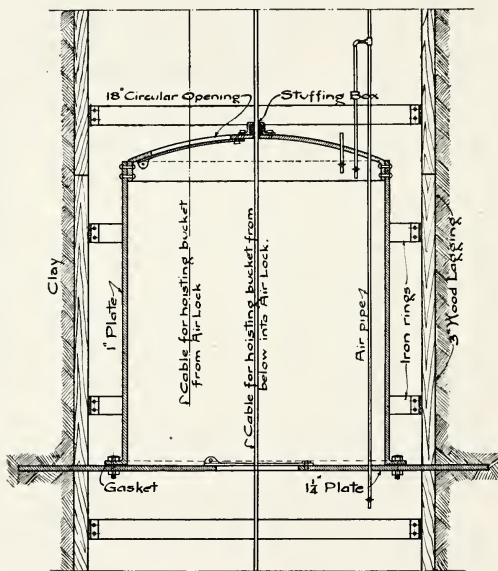 18" Circular Opening
Stuffing Box
Clay
1" Plate
Cable for hoisting bucket
from Air Lock
Cable for hoisting bucket from
below into Air Lock.
Air pipe
Iron rings
3" Wood Lagging
Gasket
1¼" Plate